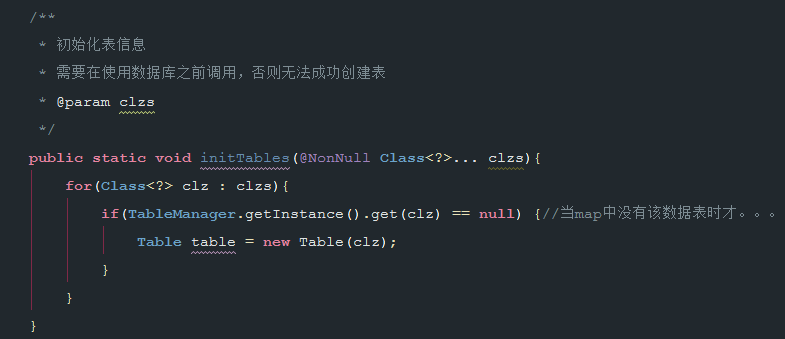 /**
* 初始化表信息
* 需要在使用数据库之前调用，否则无法成功创建表
* @param clzs
*/
public static void initTables(@NonNull Class<?>... clzs){
for(Class<?> clz : clzs){
if(TableManager.getInstance().get(clz) == null) {//当map中没有该数据表时才。。。
Table table = new Table(clz);
}
}
}